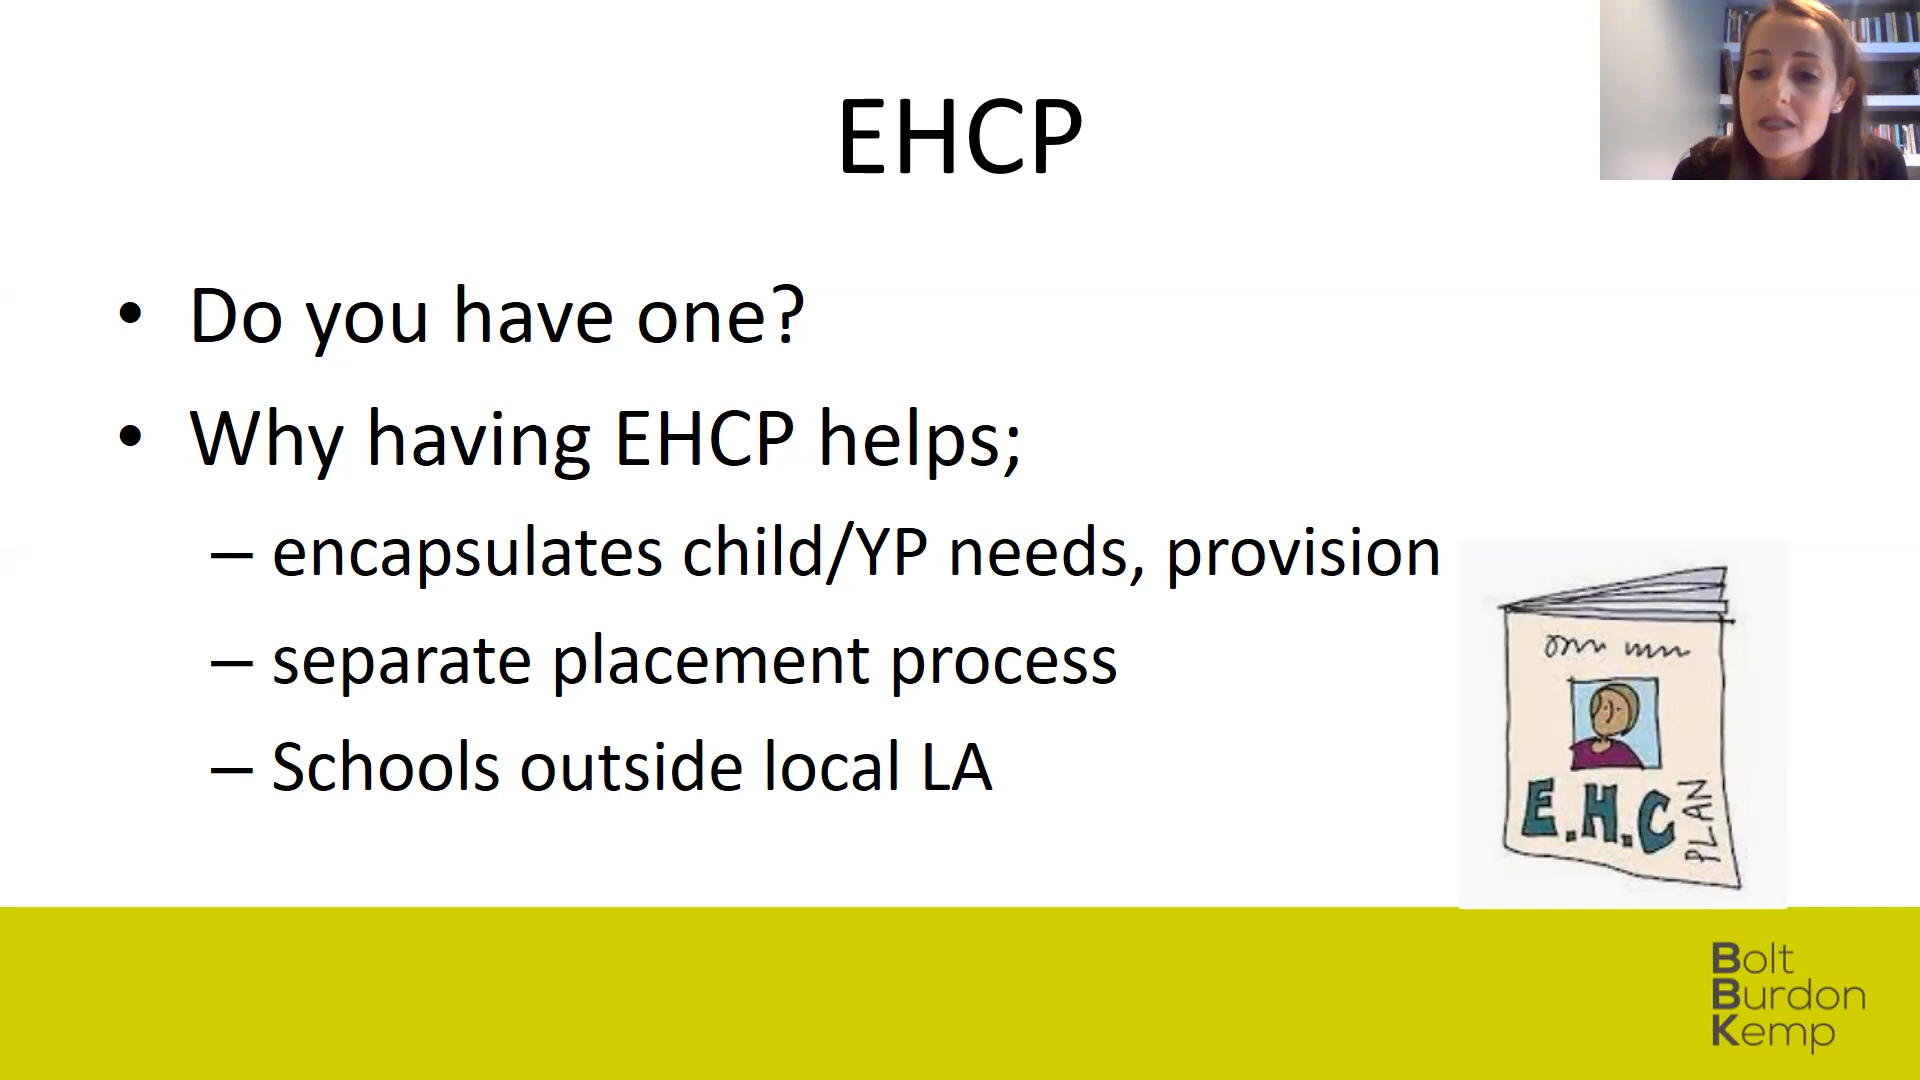 EHCP
• Do you have one?
• Why having EHCP helps;
– encapsulates child/YP needs, provision
– separate placement process
– Schools outside local LA
E.H.C
PLAN
Bolt
Burdon
Kemp